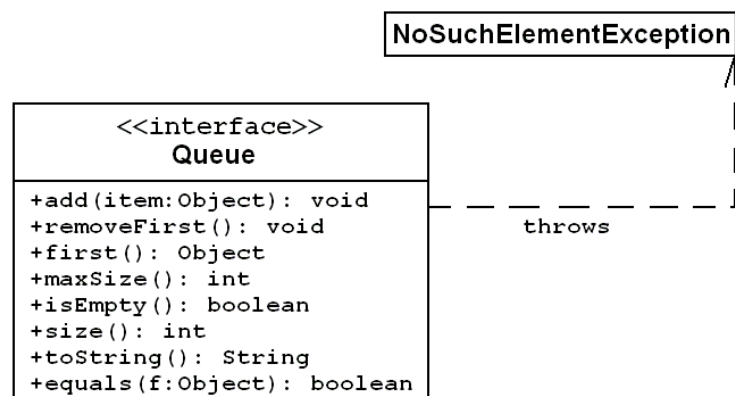 NoSuchElementException
<<interface>>
Queue
+add(item:Object): void
+removeFirst(): void
+first(): Object
+maxSize(): int
+isEmpty(): boolean
+size(): int
+toString(): String
+equals(f:Object): boolean
throws